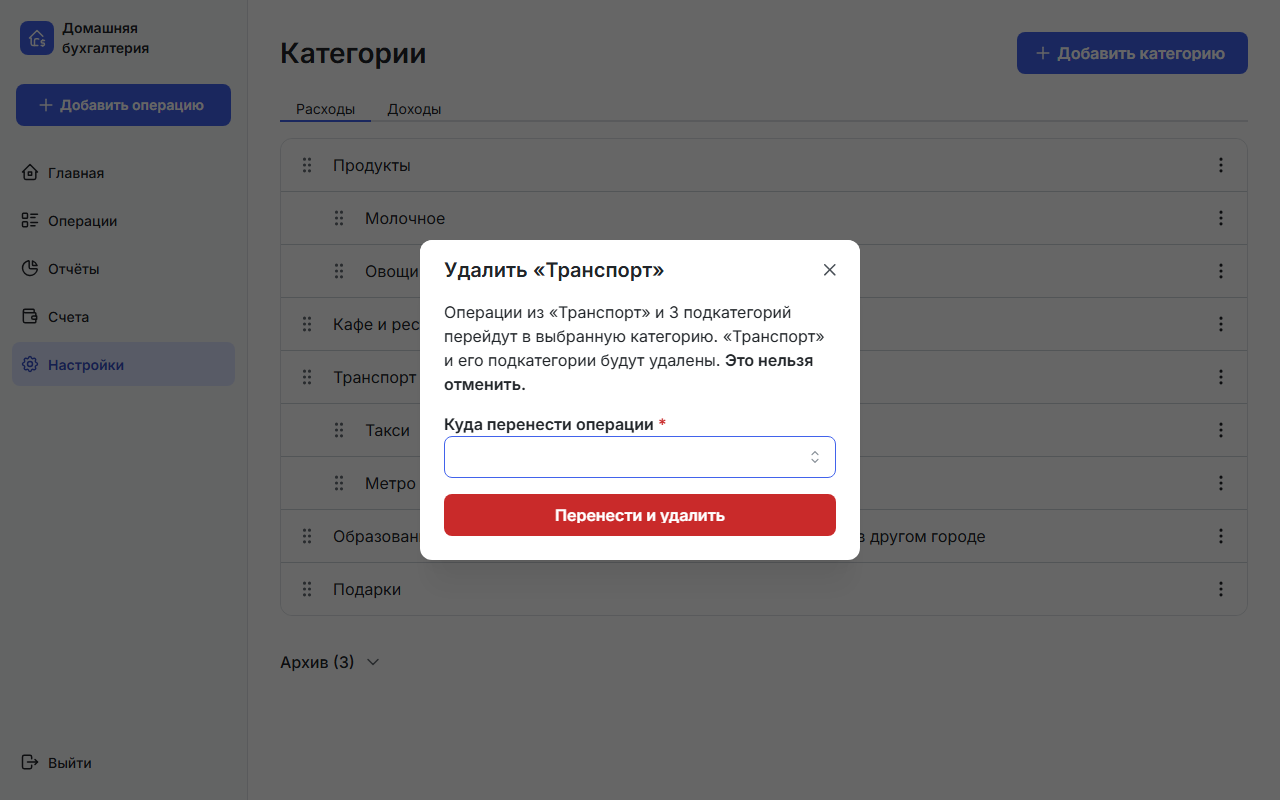 Домашняя
бухгалтерия
Добавить операцию
Главная
Операции
Отчёты
Счета
Настройки
Выйти
Категории
Добавить категорию
Расходы
Доходы
Продукты
Молочное
Овощи
Кафе и рес
Транспорт
Такси
Метро
Образован
в другом городе
Подарки
Архив (3)
Удалить «Транспорт»
Операции из «Транспорт» и 3 подкатегорий
перейдут в выбранную категорию. «Транспорт»
и его подкатегории будут удалены. Это нельзя
отменить.
Куда перенести операции *
Перенести и удалить